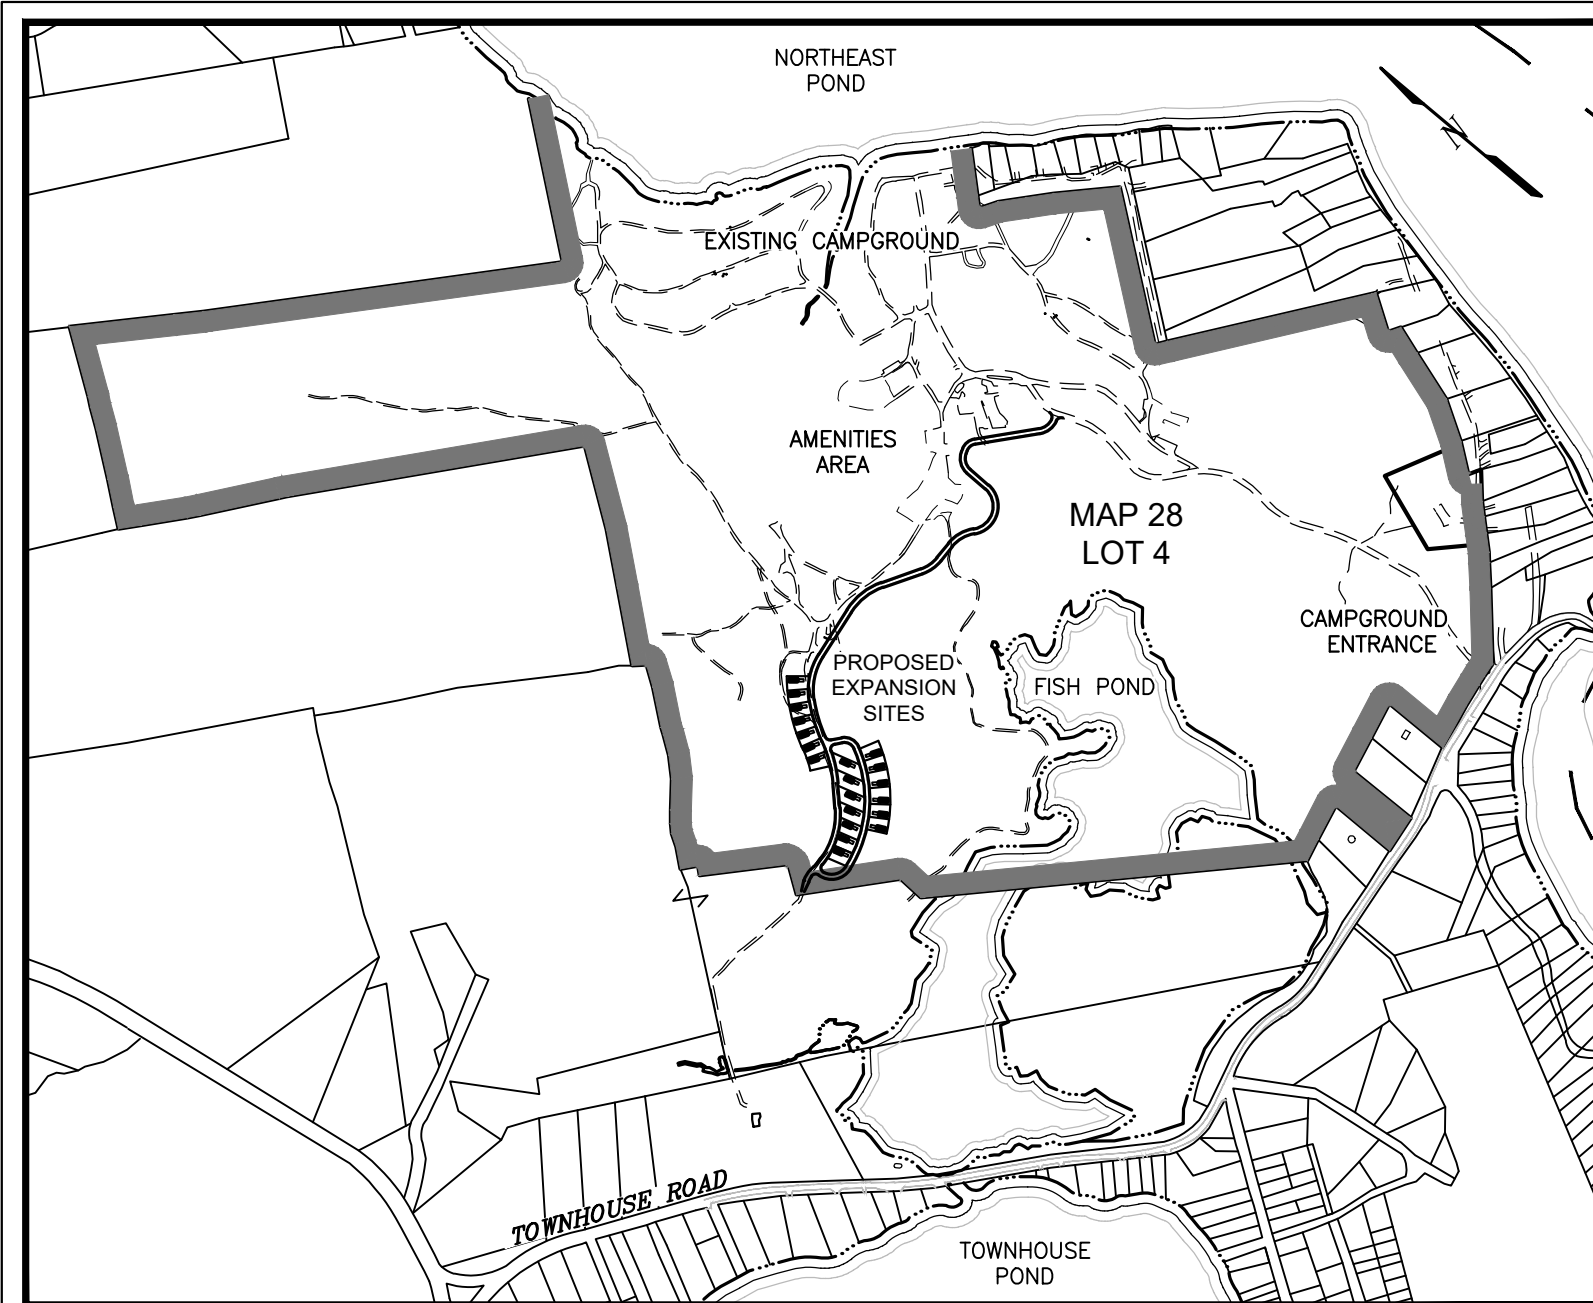 NORTHEAST
POND
N
EXISTING CAMPGROUND
AMENITIES
AREA
MAP 28
LOT 4
CAMPGROUND
ENTRANCE
PROPOSED
EXPANSION
SITES
FISH POND
TOWNHOUSE ROAD
TOWNHOUSE
POND